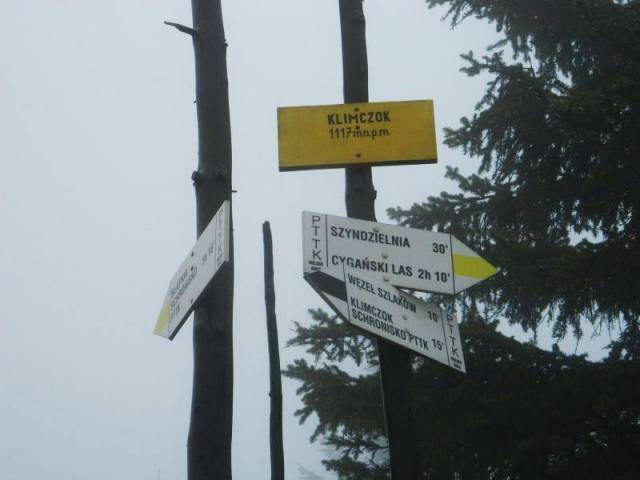 KLIMCZOK
1117 m n.p.m
PTTK
SZYNDZIELNIA 30'
CYGAŃSKI LAS 2h 10'
WĘZEŁ SZLAKÓW 10'
KLIMCZOK
SCHRONISKO PTTK 15'
PTTK